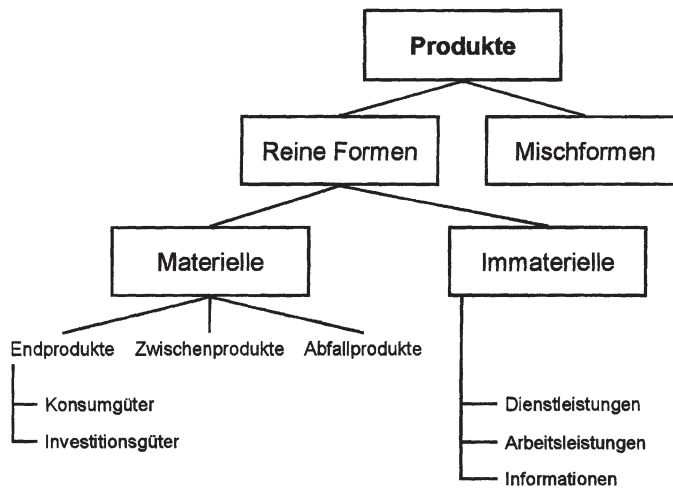 Produkte
Reine Formen
Mischformen
Materielle
Immaterielle
Endprodukte
Zwischenprodukte
Abfallprodukte
Konsumgüter
Investitionsgüter
Dienstleistungen
Arbeitsleistungen
Informationen